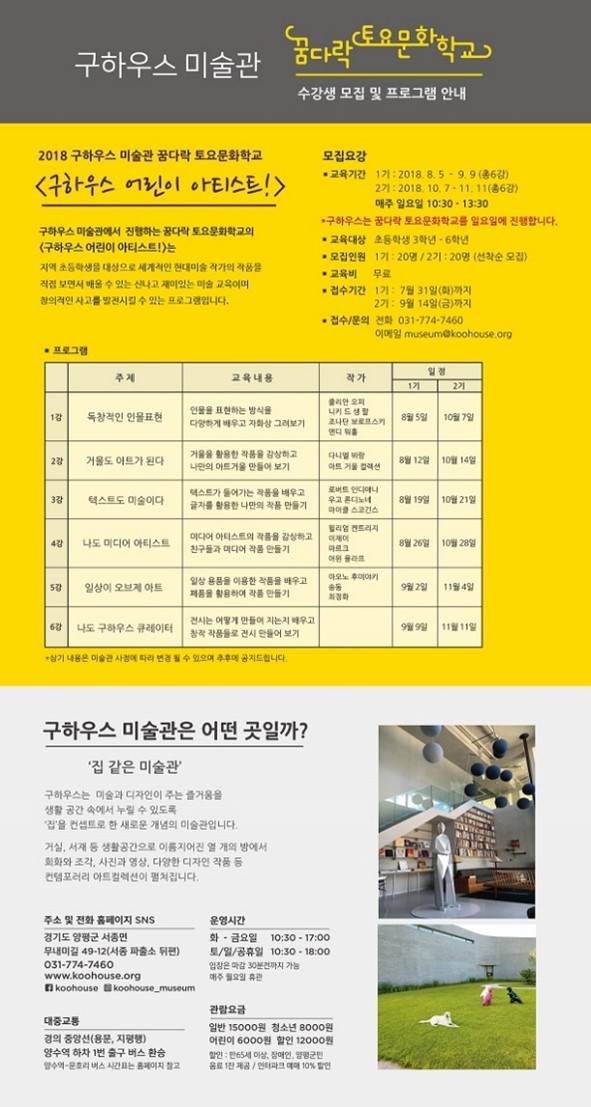 구하우스 미술관
꿈다락 토요문화학교
수강생 모집 및 프로그램 안내
2018 구하우스 미술관 꿈다락 토요문화학교
<구하우스 어린이 아티스트!>
구하우스 미술관에서 진행하는 꿈다락 토요문화학교의
<구하우스 어린이 아티스트!>는
지역 초등학생을 대상으로 세계적인 현대미술 작가의 작품을
직접 보면서 배울 수 있는 신나고 재미있는 미술 교육이며
창의적인 사고를 발전시킬 수 있는 프로그램입니다.
모집요강
▪ 교육기간 1기 : 2018. 8. 5 - 9. 9 (총6강)
2기 : 2018. 10. 7 - 11. 11(총6강)
매주 일요일 10:30 - 13:30
*구하우스는 꿈다락 토요문화학교를 일요일에 진행합니다.
▪ 교육대상 초등학생 3학년 - 6학년
▪ 모집인원 1기 : 20명 / 2기 : 20명 (선착순 모집)
▪ 교육비 무료
▪ 접수기간 1기 : 7월 31일(화)까지
2기 : 9월 14일(금)까지
▪ 접수/문의 전화 031-774-7460
이메일 museum@koohouse.org
▪ 프로그램
주 제 교 육 내 용 작 가 일 정
1기 2기
1강 독창적인 인물표현 인물을 표현하는 방식을 다양하게 배우고 자화상 그려보기 줄리안 오피 니키 드 생 팔 조나단 보로프스키 앤디 워홀 8월 5일 10월 7일
2강 거울도 아트가 된다 거울을 활용한 작품을 감상하고 나만의 아트거울 만들어 보기 다니엘 뷔랑 아트 거울 컬렉션 8월 12일 10월 14일
3강 텍스트도 미술이다 텍스트가 들어가는 작품을 배우고 글자를 활용한 나만의 작품 만들기 로버트 인디애나 우고 론디노네 마이클 스코긴스 8월 19일 10월 21일
4강 나도 미디어 아티스트 미디어 아티스트의 작품을 감상하고 친구들과 미디어 작품 만들기 윌리엄 켄트리지 이재이 마르크 어윈 올라프 8월 26일 10월 28일
5강 일상이 오브제 아트 일상 용품을 이용한 작품을 배우고 폐품을 활용하여 작품 만들기 아오노 후미아키 송동 최정화 9월 2일 11월 4일
6강 나도 구하우스 큐레이터 전시는 어떻게 만들어 지는지 배우고 창작 작품들로 전시 만들어 보기 9월 9일 11월 11일
*상기 내용은 미술관 사정에 따라 변경 될 수 있으며 추후에 공지드립니다.
구하우스 미술관은 어떤 곳일까?
'집 같은 미술관'
구하우스는 미술과 디자인이 주는 즐거움을
생활 공간 속에서 누릴 수 있도록
'집'을 컨셉트로 한 새로운 개념의 미술관입니다.
거실, 서재 등 생활공간으로 이름지어진 열 개의 방에서
회화와 조각, 사진과 영상, 다양한 디자인 작품 등
컨템포러리 아트컬렉션이 펼쳐집니다.
주소 및 전화 홈페이지 SNS
경기도 양평군 서종면
무내미길 49-12(서종 파출소 뒤편)
031-774-7460
www.koohouse.org
koohouse koohouse_museum
대중교통
경의 중앙선(용문, 지평행)
양수역 하차 1번 출구 버스 환승
양수역-문호리 버스 시간표는 홈페이지 참고
운영시간
화 - 금요일 10:30 - 17:00
토/일/공휴일 10:30 - 18:00
입장은 마감 30분전까지 가능
매주 월요일 휴관
관람요금
일반 15000원 청소년 8000원
어린이 6000원 할인 12000원
할인 : 만65세 이상, 장애인, 양평군민
음료 1잔 제공 / 인터파크 예매 10% 할인